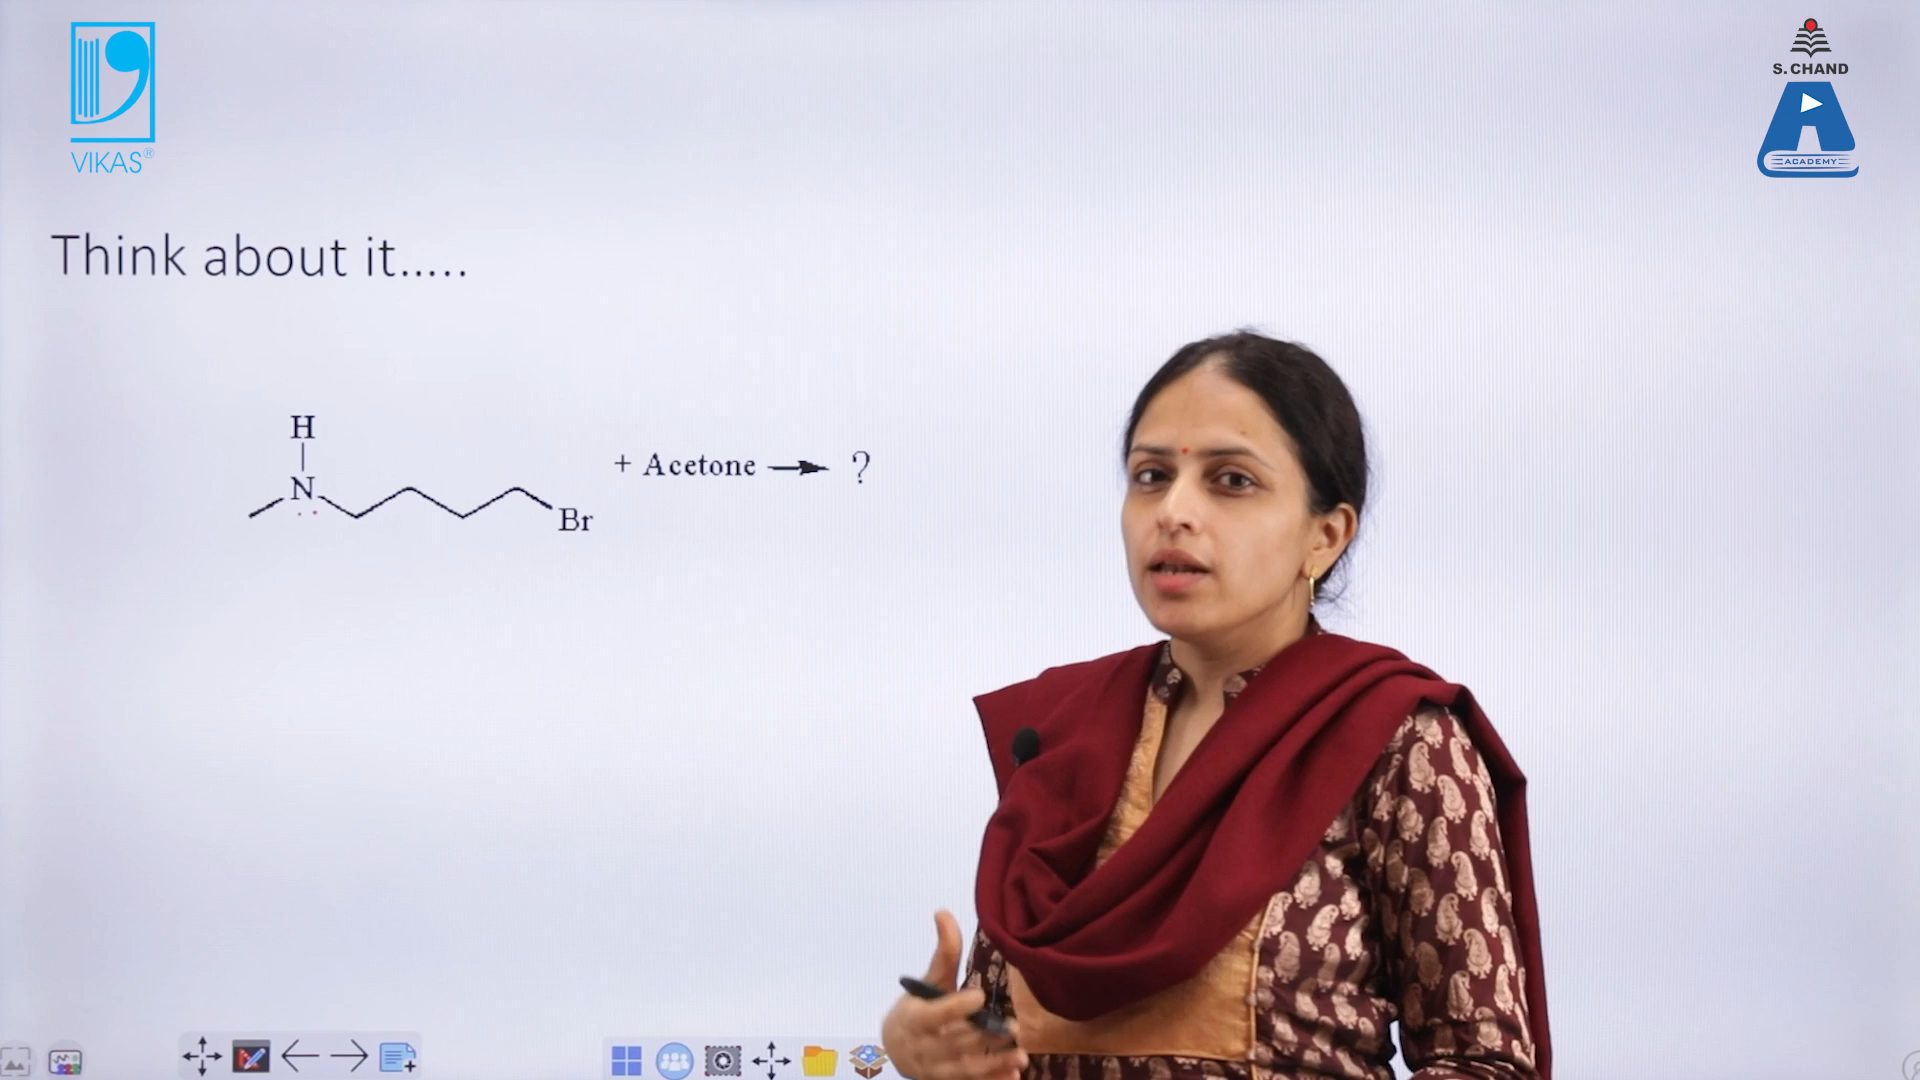 VIKAS®
S. CHAND
ACADEMY
Think about it.....
H
N
Br
+ Acetone → ?